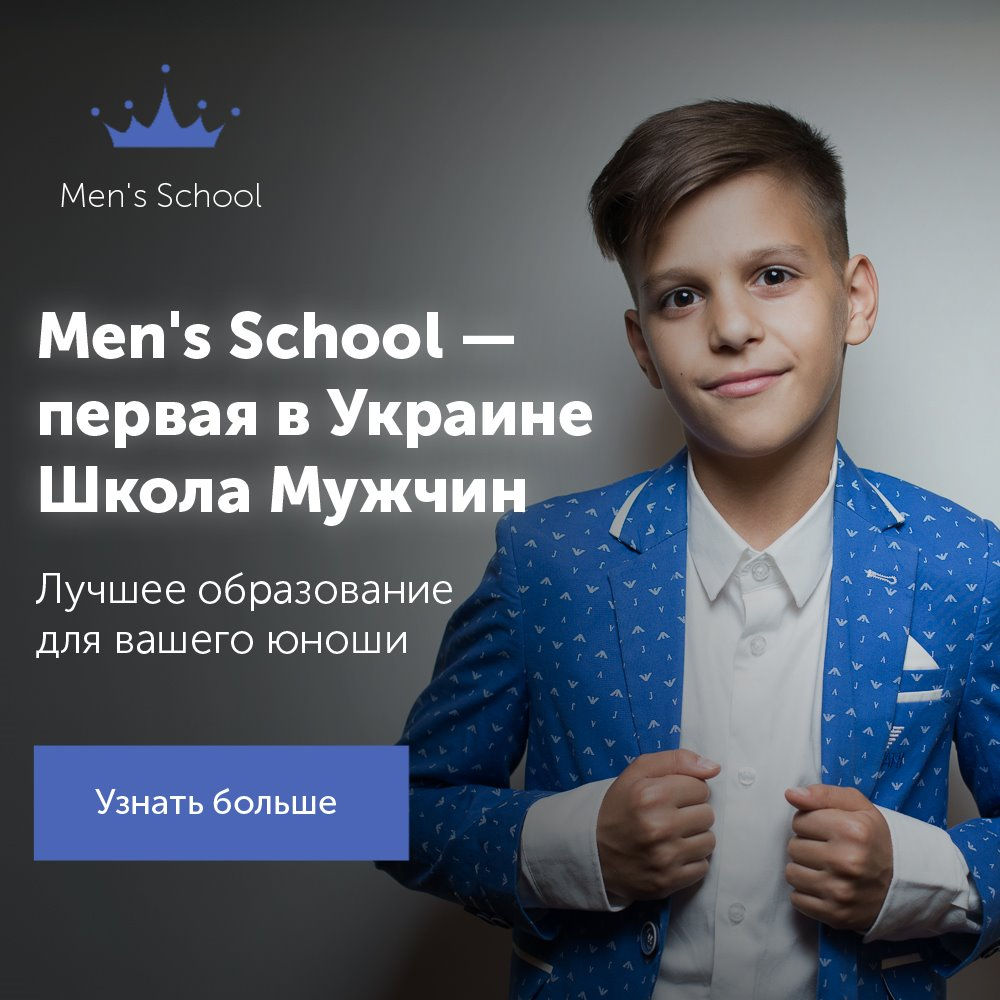 Men's School
Men's School —
первая в Украине
Школа Мужчин
Лучшее образование
для вашего юноши
Узнать больше